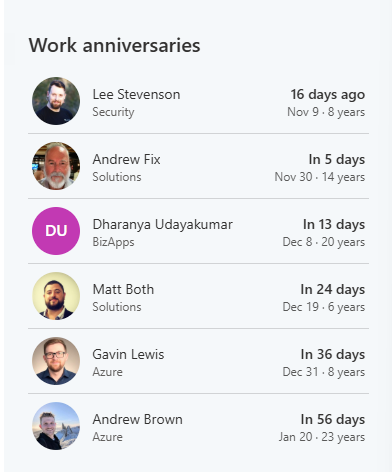 Work anniversaries
Lee Stevenson
16 days ago
Security
Nov 9 · 8 years
Andrew Fix
In 5 days
Solutions
Nov 30 · 14 years
DU
Dharanya Udayakumar
In 13 days
BizApps
Dec 8 · 20 years
Matt Both
In 24 days
Solutions
Dec 19 · 6 years
Gavin Lewis
In 36 days
Azure
Dec 31 · 8 years
Andrew Brown
In 56 days
Azure
Jan 20 · 23 years